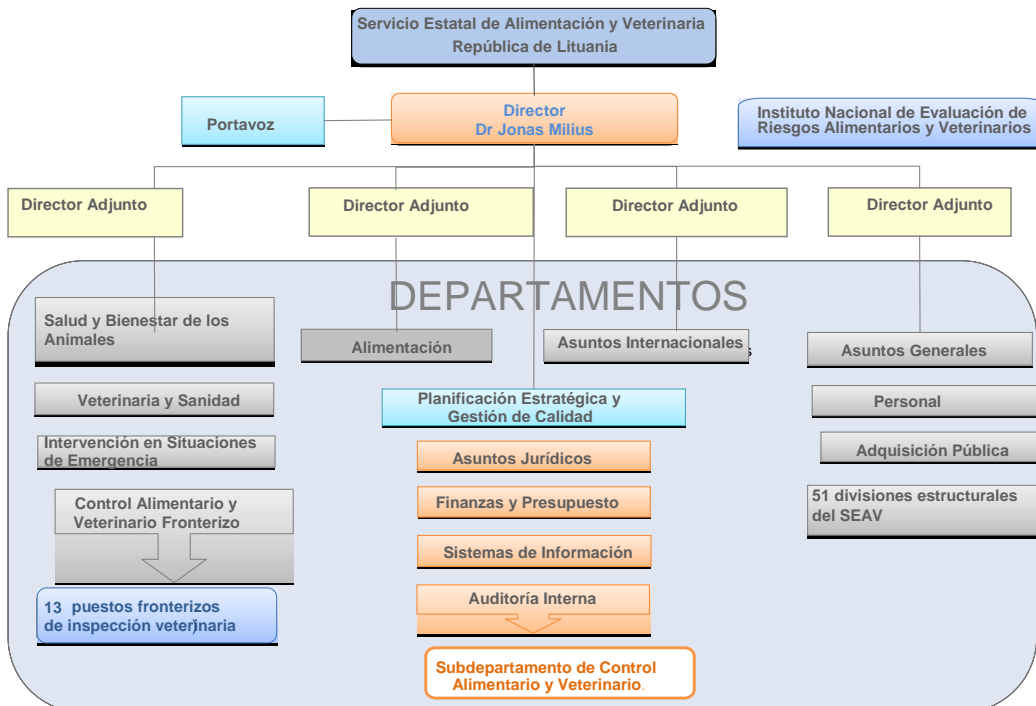 Servicio Estatal de Alimentación y Veterinaria
República de Lituania
Director
Dr Jonas Milius
Portavoz
Instituto Nacional de Evaluación de
Riesgos Alimentarios y Veterinarios
Director Adjunto
Director Adjunto
Director Adjunto
Director Adjunto
DEPARTAMENTOS
Salud y Bienestar de los
Animales
Veterinaria y Sanidad
Intervención en Situaciones
de Emergencia
Control Alimentario y
Veterinario Fronterizo
13 puestos fronterizos
de inspección veterinaria
Alimentación
Asuntos Internacionales
Planificación Estratégica y
Gestión de Calidad
Asuntos Jurídicos
Finanzas y Presupuesto
Sistemas de Información
Auditoría Interna
Subdepartamento de Control
Alimentario y Veterinario.
Asuntos Generales
Personal
Adquisición Pública
51 divisiones estructurales
del SEAV